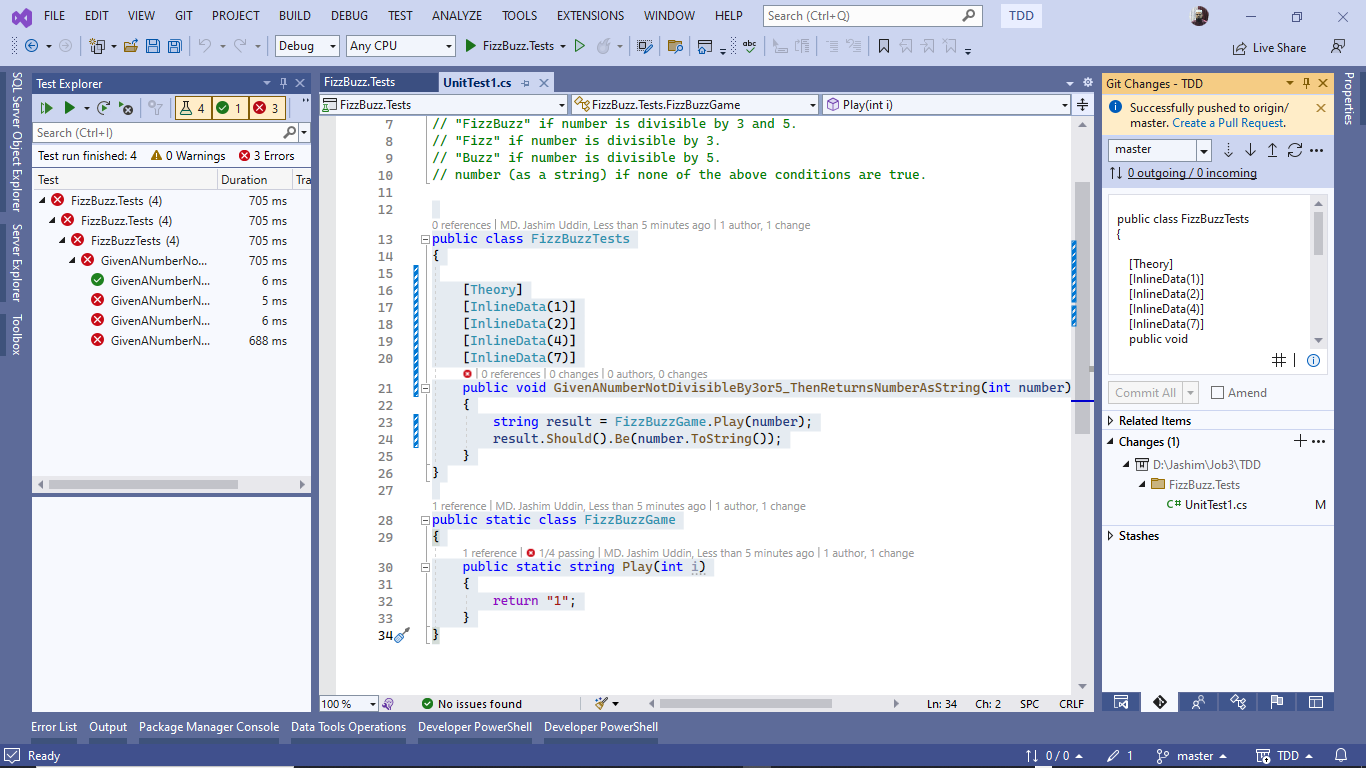 FILE EDIT VIEW GIT PROJECT BUILD DEBUG TEST ANALYZE TOOLS EXTENSIONS WINDOW HELP Search (Ctrl+Q) TDD
Debug Any CPU FizzBuzz.Tests Live Share
SQL Server Object Explorer
Server Explorer
Toolbox
Test Explorer
4 1 3
Search (Ctrl+I)
Test run finished: 4 0 Warnings 3 Errors
Test Duration Tra
FizzBuzz.Tests (4) 705 ms
FizzBuzz.Tests (4) 705 ms
FizzBuzzTests (4) 705 ms
GivenANumberNo... 705 ms
GivenANumberN... 6 ms
GivenANumberN... 5 ms
GivenANumberN... 6 ms
GivenANumberN... 688 ms
FizzBuzz.Tests UnitTest1.cs
FizzBuzz.Tests FizzBuzz.Tests.FizzBuzzGame Play(int i)
7 // "FizzBuzz" if number is divisible by 3 and 5.
8 // "Fizz" if number is divisible by 3.
9 // "Buzz" if number is divisible by 5.
10 // number (as a string) if none of the above conditions are true.
11
12
0 references | MD. Jashim Uddin, Less than 5 minutes ago | 1 author, 1 change
13 public class FizzBuzzTests
14 {
15
16 [Theory]
17 [InlineData(1)]
18 [InlineData(2)]
19 [InlineData(4)]
20 [InlineData(7)]
| 0 references | 0 changes | 0 authors, 0 changes
21 public void GivenANumberNotDivisibleBy3or5_ThenReturnsNumberAsString(int number)
22 {
23 string result = FizzBuzzGame.Play(number);
24 result.Should().Be(number.ToString());
25 }
26 }
27
1 reference | MD. Jashim Uddin, Less than 5 minutes ago | 1 author, 1 change
28 public static class FizzBuzzGame
29 {
1 reference | 1/4 passing | MD. Jashim Uddin, Less than 5 minutes ago | 1 author, 1 change
30 public static string Play(int i)
31 {
32 return "1";
33 }
34 }
100 % No issues found Ln: 34 Ch: 2 SPC CRLF
Git Changes - TDD
Successfully pushed to origin/
master. Create a Pull Request.
master
0 outgoing / 0 incoming
public class FizzBuzzTests
{
[Theory]
[InlineData(1)]
[InlineData(2)]
[InlineData(4)]
[InlineData(7)]
public void
Commit All Amend
Related Items
Changes (1)
D:\Jashim\Job3\TDD
FizzBuzz.Tests
C# UnitTest1.cs M
Stashes
Properties
Error List Output Package Manager Console Data Tools Operations Developer PowerShell Developer PowerShell
Ready 0 / 0 1 master TDD